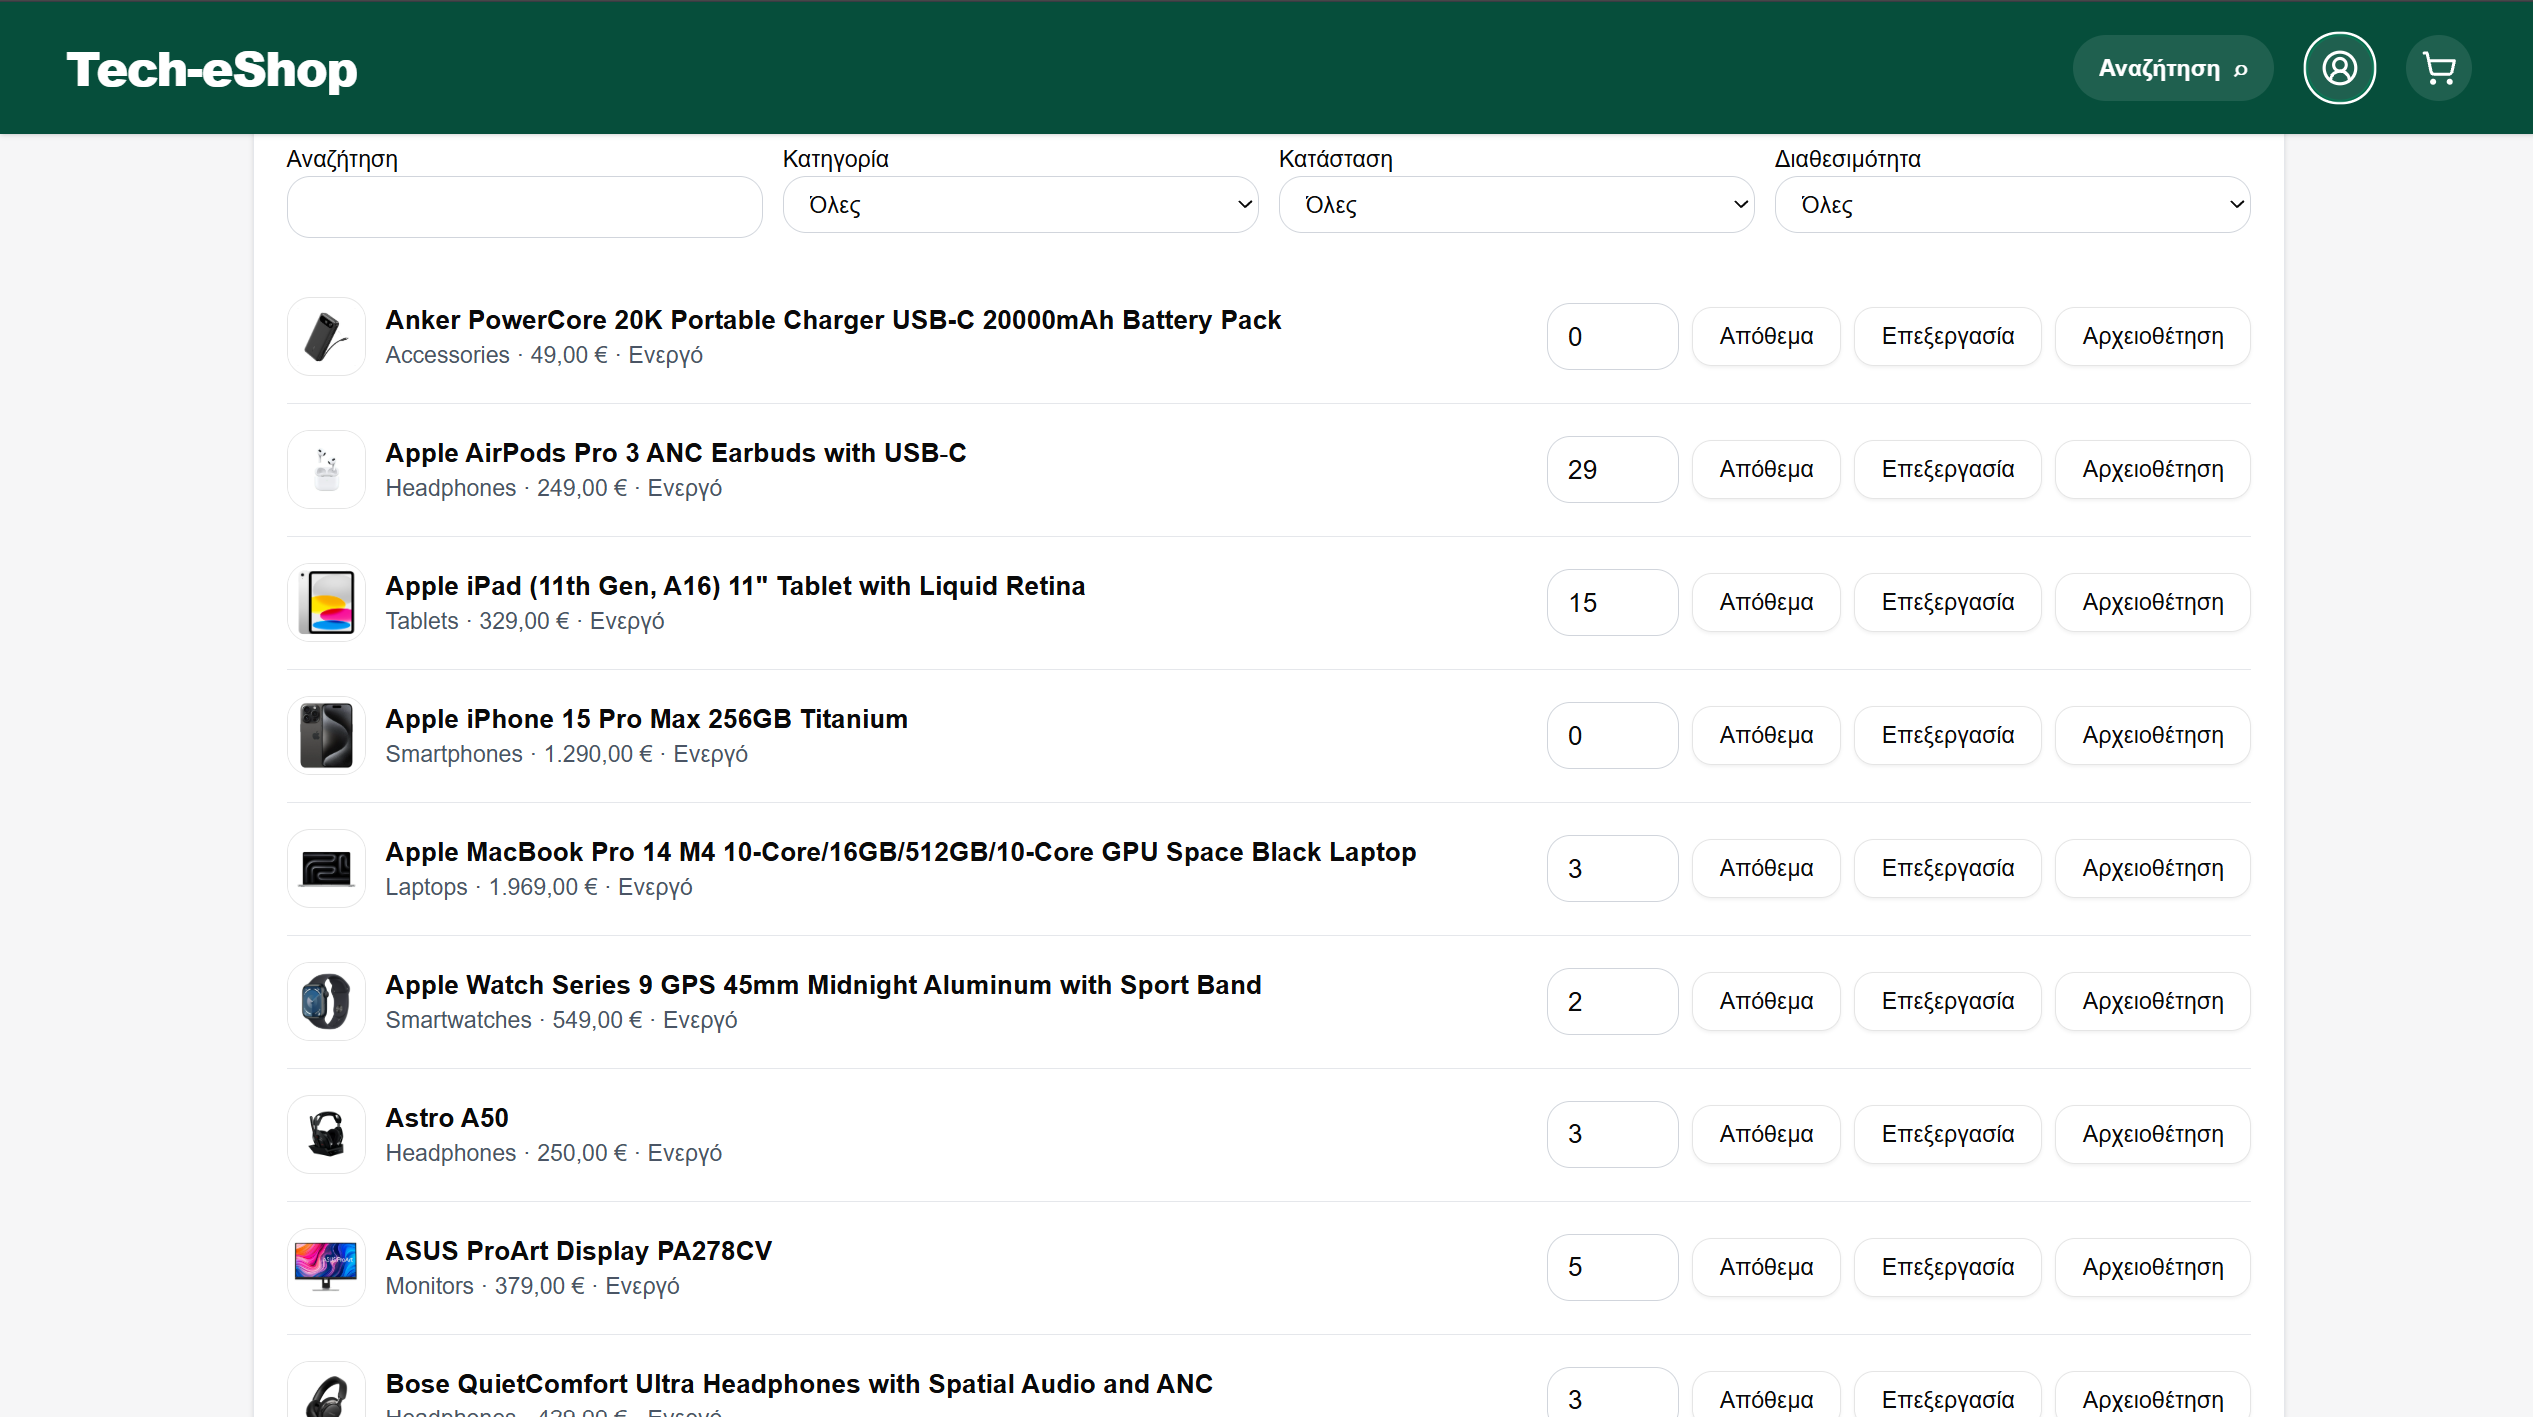 Tech-eShop
Αναζήτηση
Αναζήτηση Κατηγορία Κατάσταση Διαθεσιμότητα
Όλες Όλες Όλες
Anker PowerCore 20K Portable Charger USB-C 20000mAh Battery Pack
Accessories · 49,00 € · Ενεργό
0 Απόθεμα Επεξεργασία Αρχειοθέτηση
Apple AirPods Pro 3 ANC Earbuds with USB-C
Headphones · 249,00 € · Ενεργό
29 Απόθεμα Επεξεργασία Αρχειοθέτηση
Apple iPad (11th Gen, A16) 11" Tablet with Liquid Retina
Tablets · 329,00 € · Ενεργό
15 Απόθεμα Επεξεργασία Αρχειοθέτηση
Apple iPhone 15 Pro Max 256GB Titanium
Smartphones · 1.290,00 € · Ενεργό
0 Απόθεμα Επεξεργασία Αρχειοθέτηση
Apple MacBook Pro 14 M4 10-Core/16GB/512GB/10-Core GPU Space Black Laptop
Laptops · 1.969,00 € · Ενεργό
3 Απόθεμα Επεξεργασία Αρχειοθέτηση
Apple Watch Series 9 GPS 45mm Midnight Aluminum with Sport Band
Smartwatches · 549,00 € · Ενεργό
2 Απόθεμα Επεξεργασία Αρχειοθέτηση
Astro A50
Headphones · 250,00 € · Ενεργό
3 Απόθεμα Επεξεργασία Αρχειοθέτηση
ASUS ProArt Display PA278CV
Monitors · 379,00 € · Ενεργό
5 Απόθεμα Επεξεργασία Αρχειοθέτηση
Bose QuietComfort Ultra Headphones with Spatial Audio and ANC
Headphones · 429,00 € · Ενεργό
3 Απόθεμα Επεξεργασία Αρχειοθέτηση